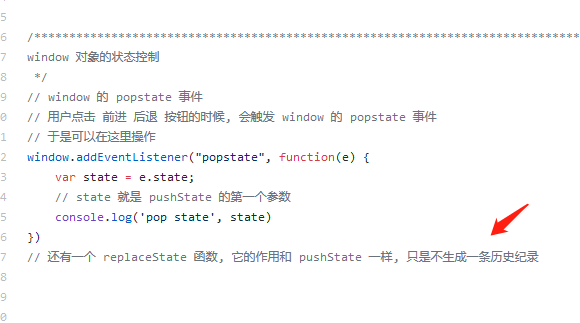 5
6 /******************************************************************************
7 window 对象的状态控制
8  */
9 // window 的 popstate 事件
0 // 用户点击 前进 后退 按钮的时候, 会触发 window 的 popstate 事件
1 // 于是可以在这里操作
2 window.addEventListener("popstate", function(e) {
3     var state = e.state;
4     // state 就是 pushState 的第一个参数
5     console.log('pop state', state)
6 })
7 // 还有一个 replaceState 函数, 它的作用和 pushState 一样, 只是不生成一条历史纪录
8
9
0